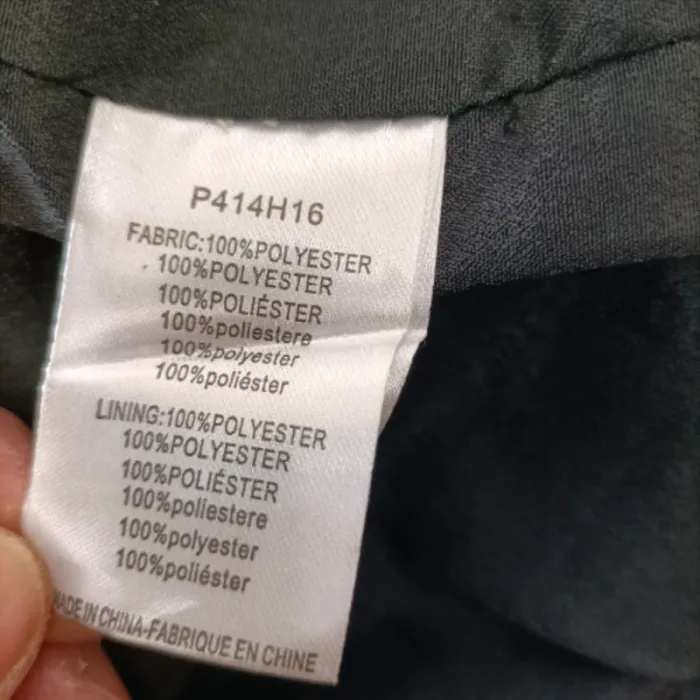 P414H16
FABRIC:100%POLYESTER
100%POLYESTER
100%POLIÉSTER
100%poliestere
100%polyester
100%poliéster
LINING:100%POLYESTER
100%POLYESTER
100%POLIÉSTER
100%poliestere
100%polyester
100%poliéster
MADE IN CHINA-FABRIQUE EN CHINE